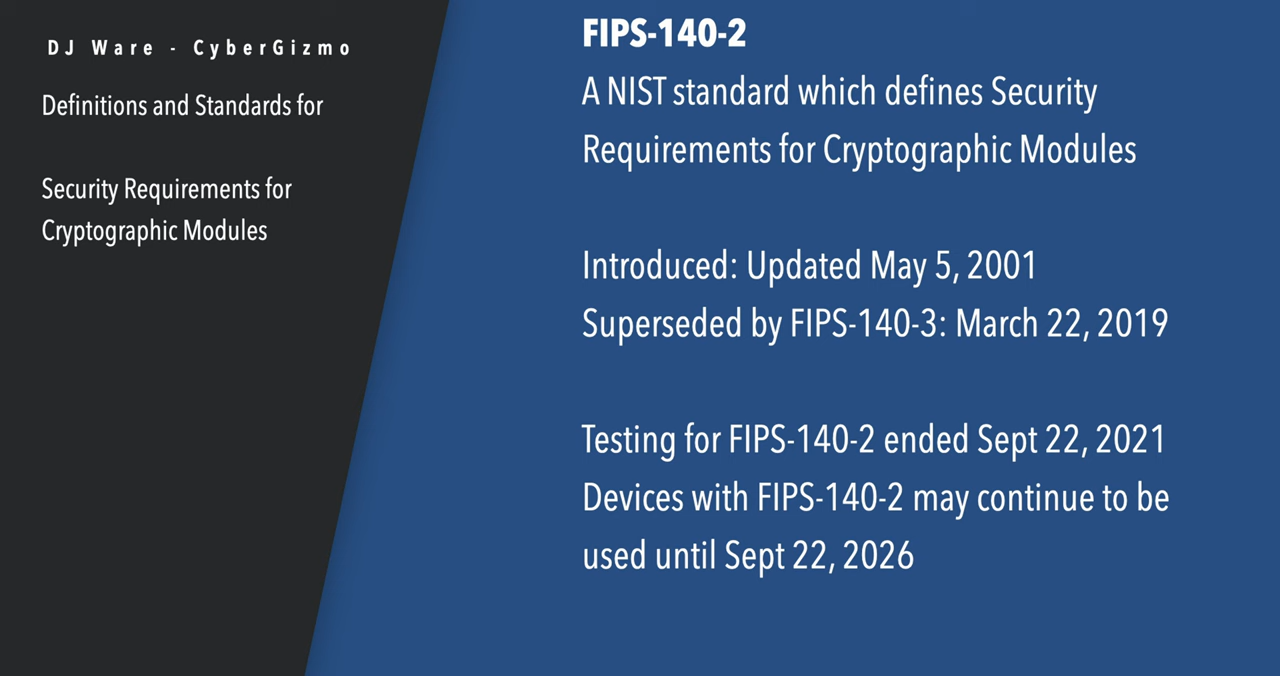 DJ Ware - CyberGizmo
Definitions and Standards for
Security Requirements for
Cryptographic Modules
FIPS-140-2
A NIST standard which defines Security
Requirements for Cryptographic Modules
Introduced: Updated May 5, 2001
Superseded by FIPS-140-3: March 22, 2019
Testing for FIPS-140-2 ended Sept 22, 2021
Devices with FIPS-140-2 may continue to be
used until Sept 22, 2026